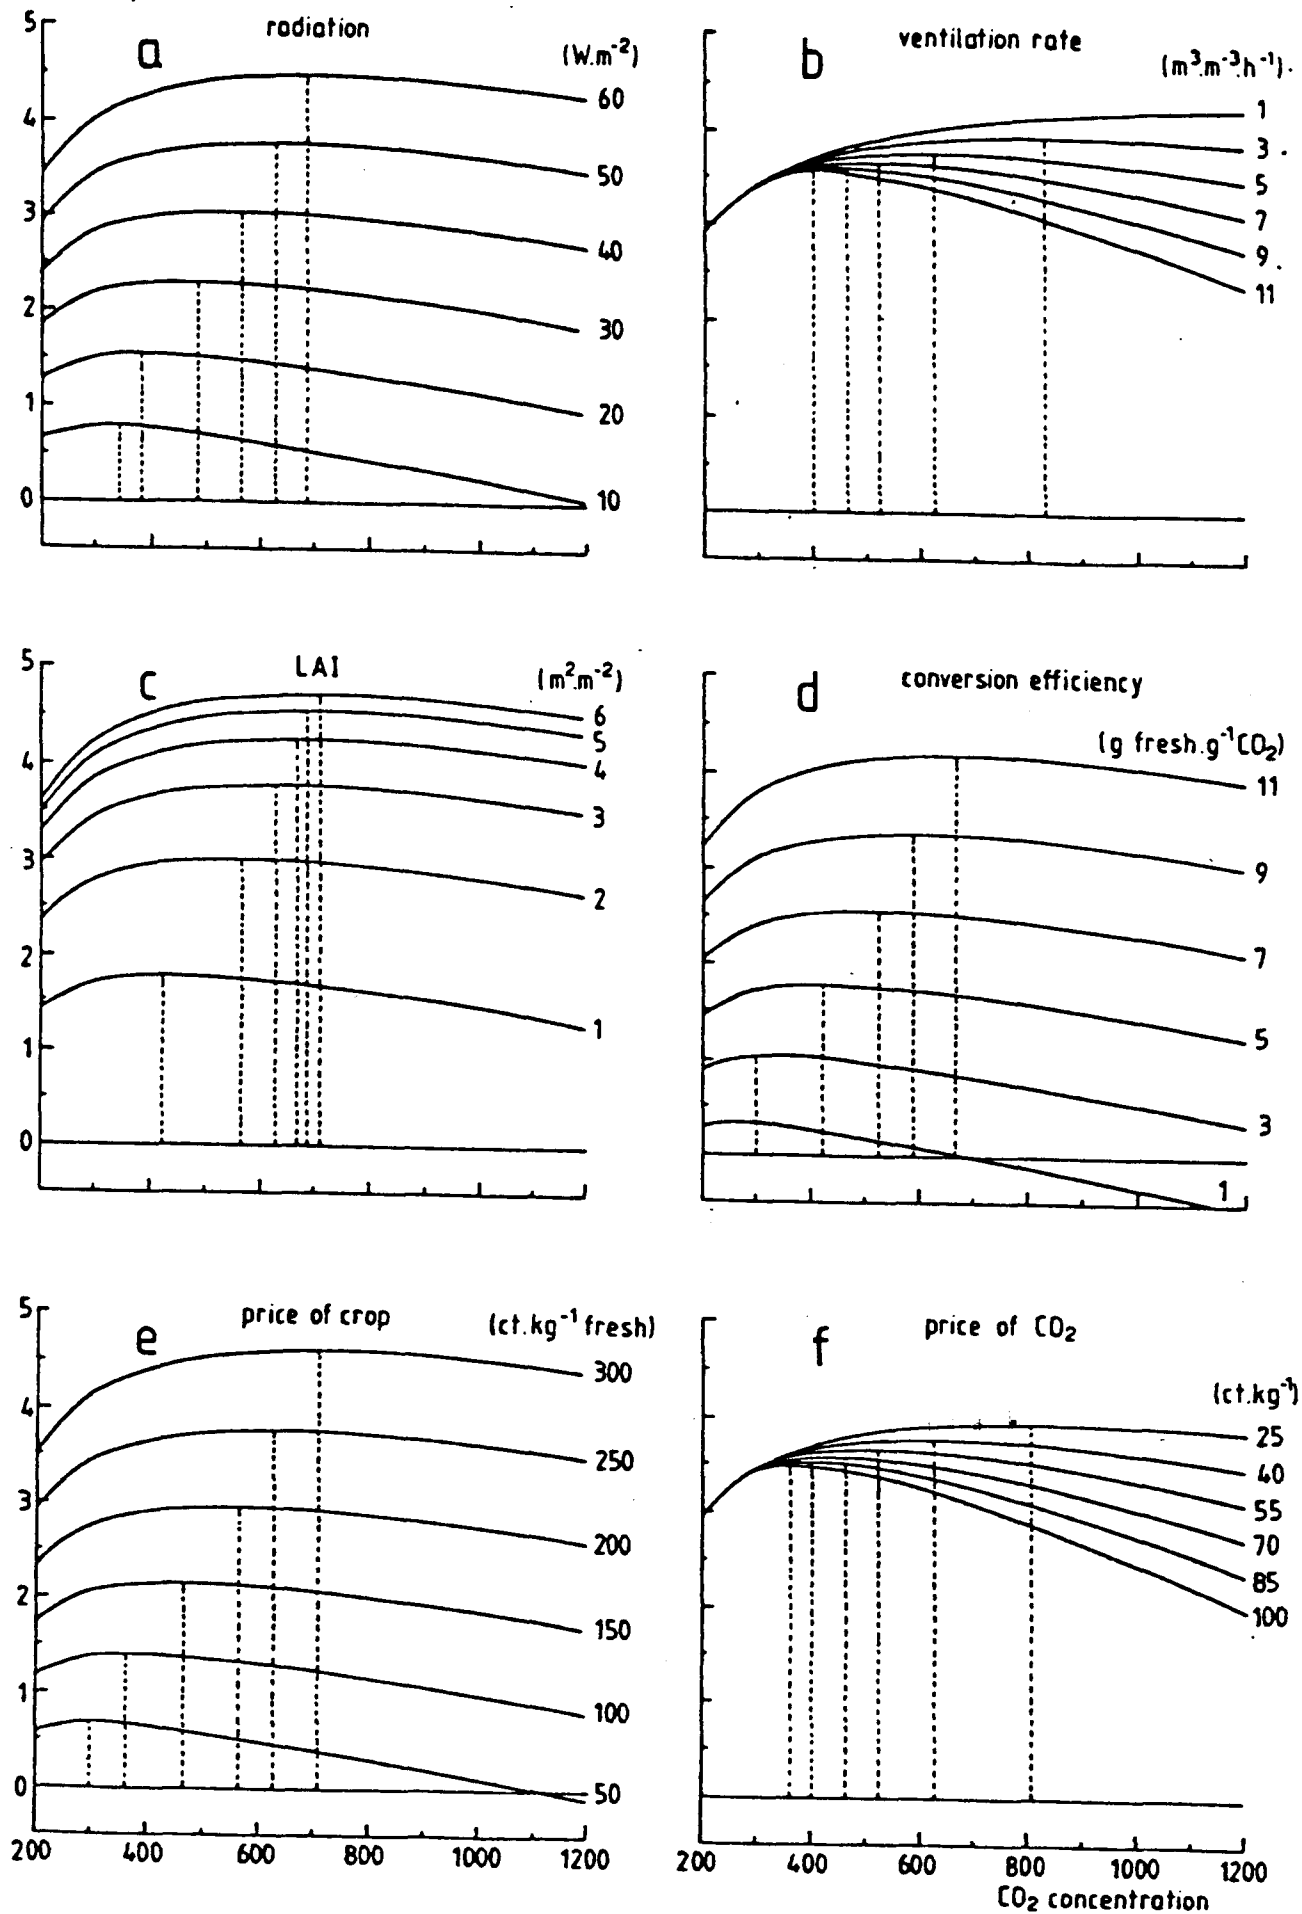 a
radiation
(W.m⁻²)
5
4
3
2
1
0
60
50
40
30
20
10
b
ventilation rate
(m³.m⁻³.h⁻¹)
1
3
5
7
9
11
c
LAI
(m².m⁻²)
5
4
3
2
1
0
6
5
4
3
2
1
d
conversion efficiency
(g fresh.g⁻¹CO₂)
11
9
7
5
3
1
e
price of crop
(ct.kg⁻¹ fresh)
5
4
3
2
1
0
300
250
200
150
100
50
200 400 600 800 1000 1200
f
price of CO₂
(ct.kg⁻¹)
25
40
55
70
85
100
200 400 600 800 1000 1200
CO₂ concentration